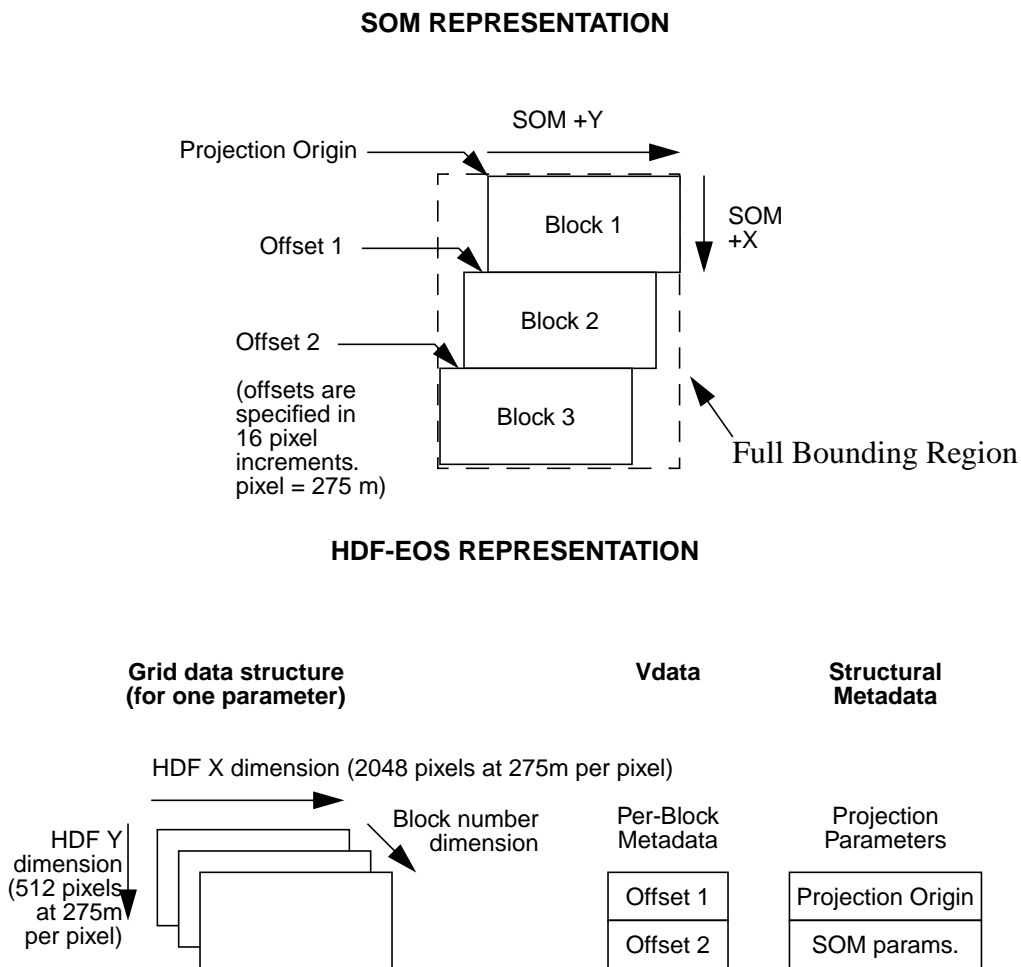 SOM REPRESENTATION
SOM +Y
Projection Origin
Block 1
SOM
+X
Offset 1
Block 2
Offset 2
(offsets are
specified in
16 pixel
increments.
pixel = 275 m)
Block 3
Full Bounding Region
HDF-EOS REPRESENTATION
Grid data structure
(for one parameter)
Vdata
Structural
Metadata
HDF X dimension (2048 pixels at 275m per pixel)
HDF Y
dimension
(512 pixels
at 275m
per pixel)
Block number
dimension
Per-Block
Metadata
Projection
Parameters
Offset 1
Projection Origin
Offset 2
SOM params.